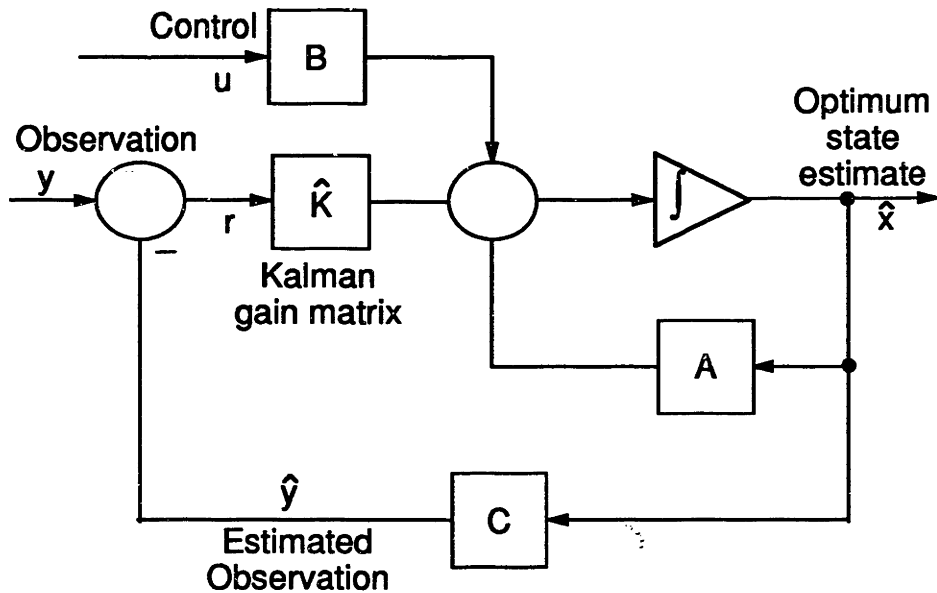 Control
u
B
Observation
y
r
K̂
Kalman
gain matrix
−
∫
Optimum
state
estimate
x̂
A
ŷ
C
Estimated
Observation